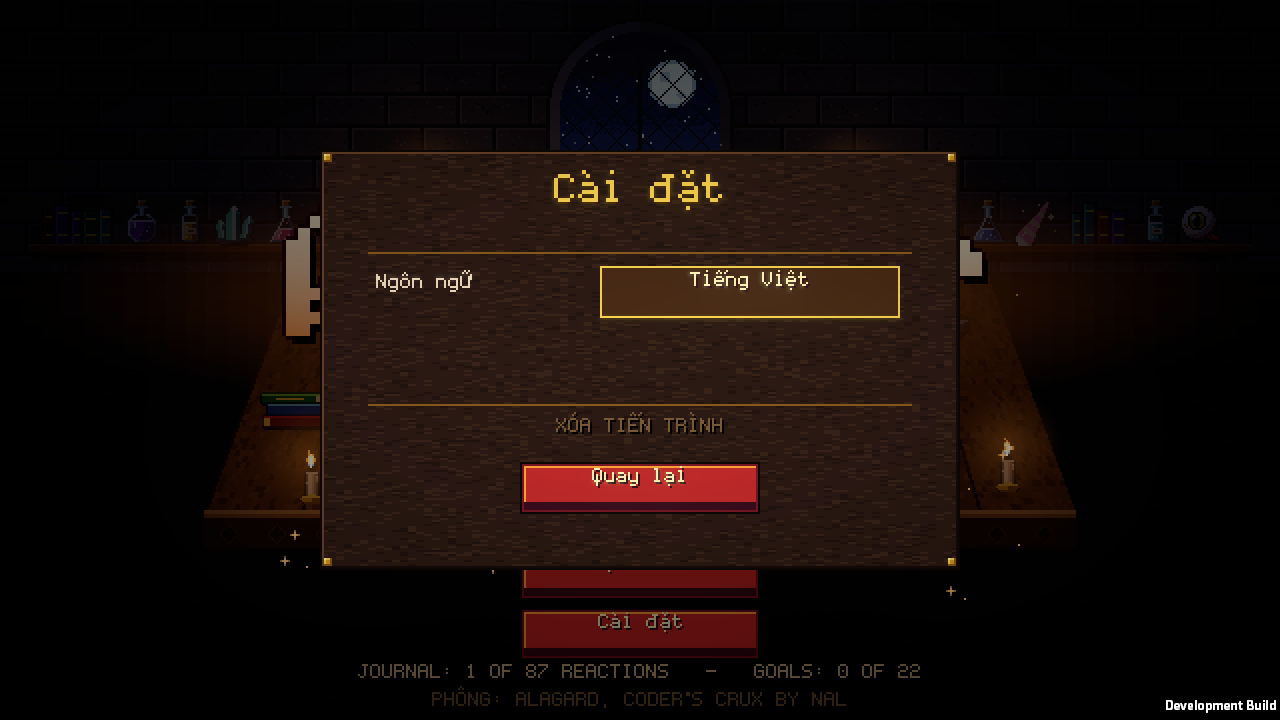 Cài đặt
Ngôn ngữ
Tiếng Việt
XÓA TIẾN TRÌNH
Quay lại
Cài đặt
JOURNAL: 1 OF 87 REACTIONS – GOALS: 0 OF 22
PHÔNG: ALAGARD, CODER'S CRUX BY NAL
Development Build